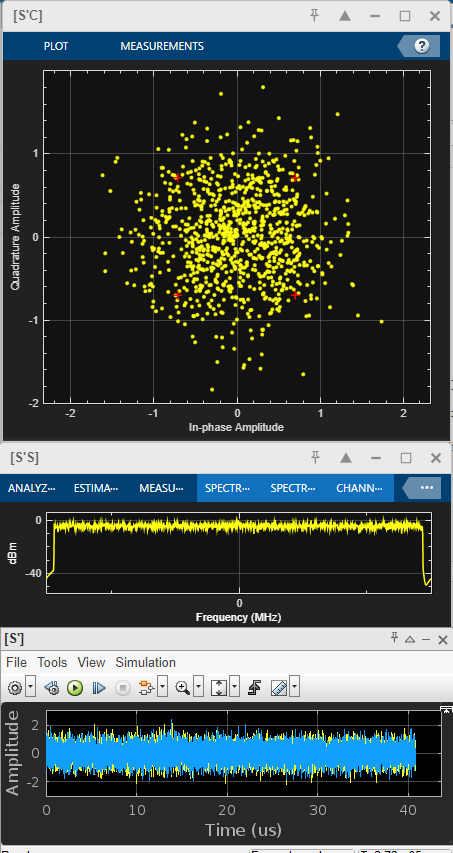 [S'C]
PLOT MEASUREMENTS ?
Quadrature Amplitude
1
0
-1
-2
-2 -1 0 1 2
In-phase Amplitude
[S'S]
ANALYZ··· ESTIMA··· MEASU··· SPECTR··· SPECTR··· CHANN··· ···
dBm
0
-40
0
Frequency (MHz)
[S']
File Tools View Simulation
Amplitude
2
0
-2
0 10 20 30 40
Time (us)